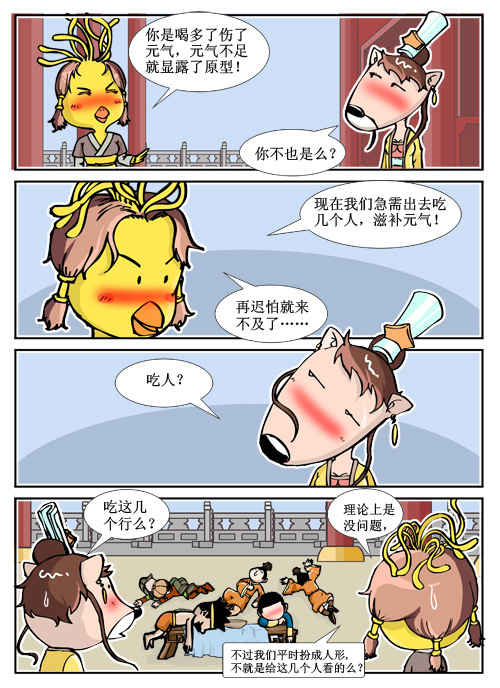 你是喝多了伤了
元气，元气不足
就显露了原型！
你不也是么？
现在我们急需出去吃
几个人，滋补元气！
再迟怕就来
不及了……
吃人？
吃这几
个行么？
理论上是
没问题，
不过我们平时扮成人形，
不就是给这几个人看的么？